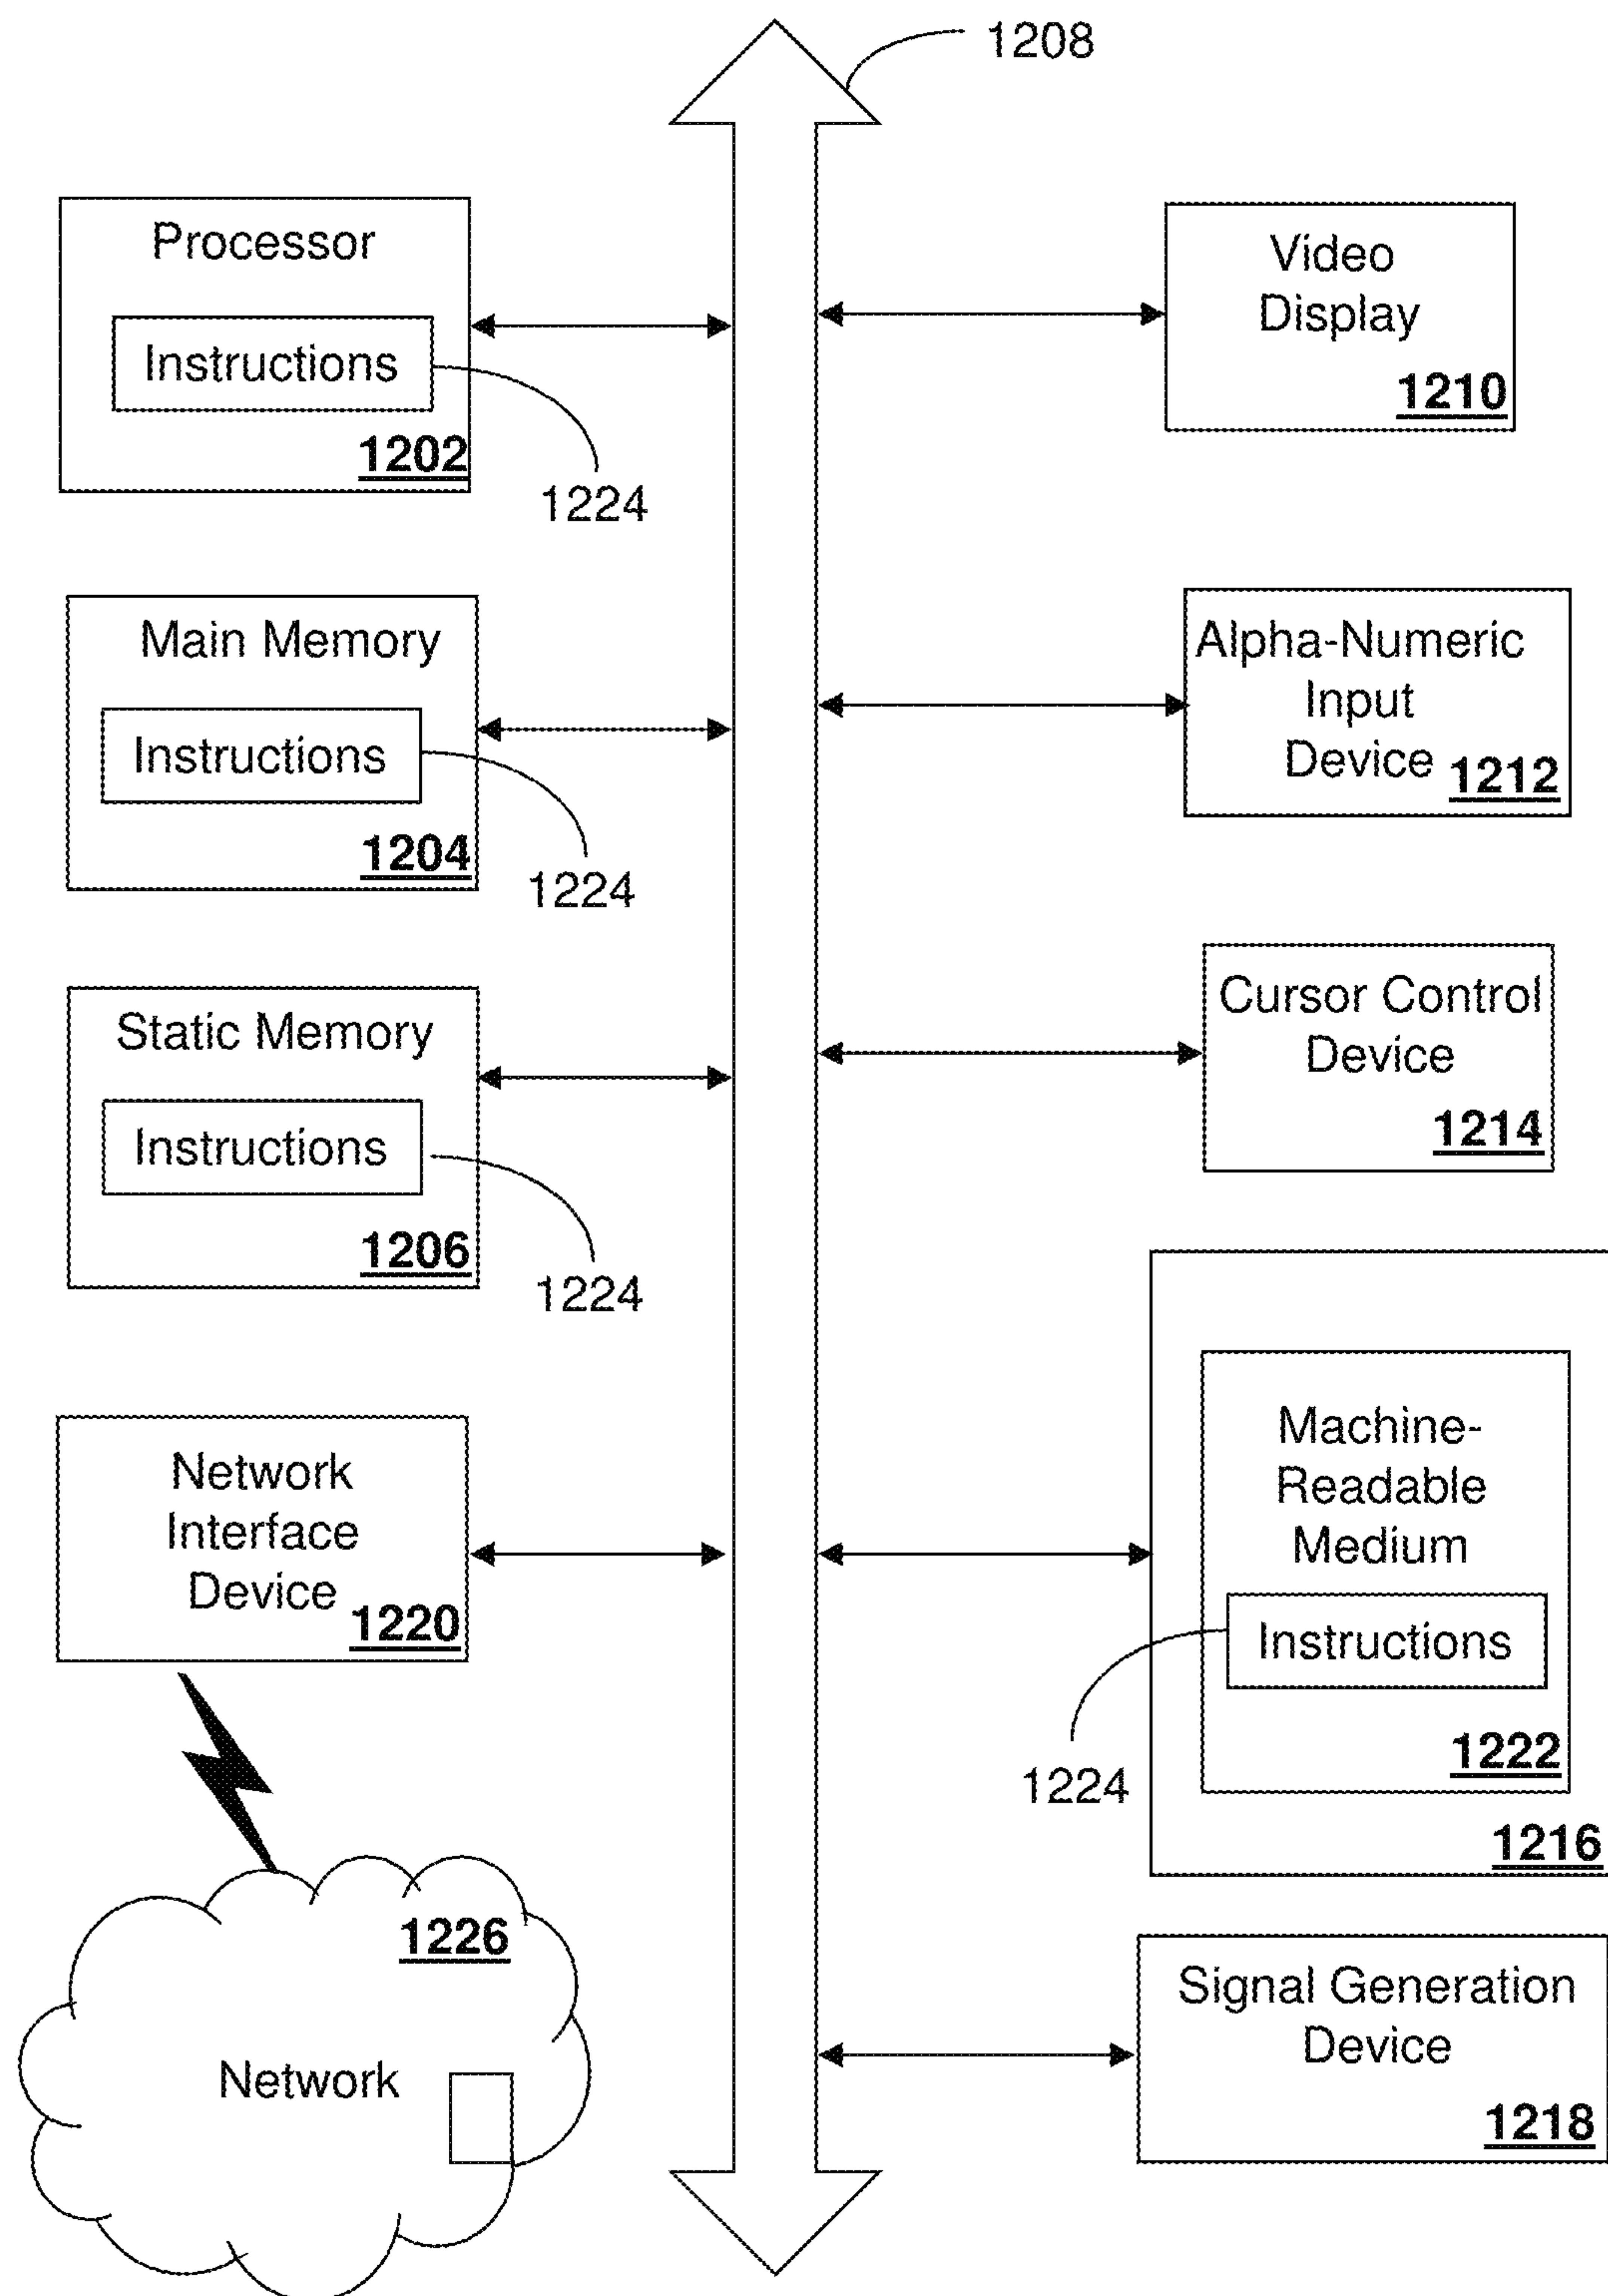 1208
Processor
Instructions
1202
1224
Main Memory
Instructions
1204
1224
Static Memory
Instructions
1206
1224
Network
Interface
Device
1220
1226
Network
Video
Display
1210
Alpha-Numeric
Input
Device
1212
Cursor Control
Device
1214
Machine-
Readable
Medium
Instructions
1224
1222
1216
Signal Generation
Device
1218